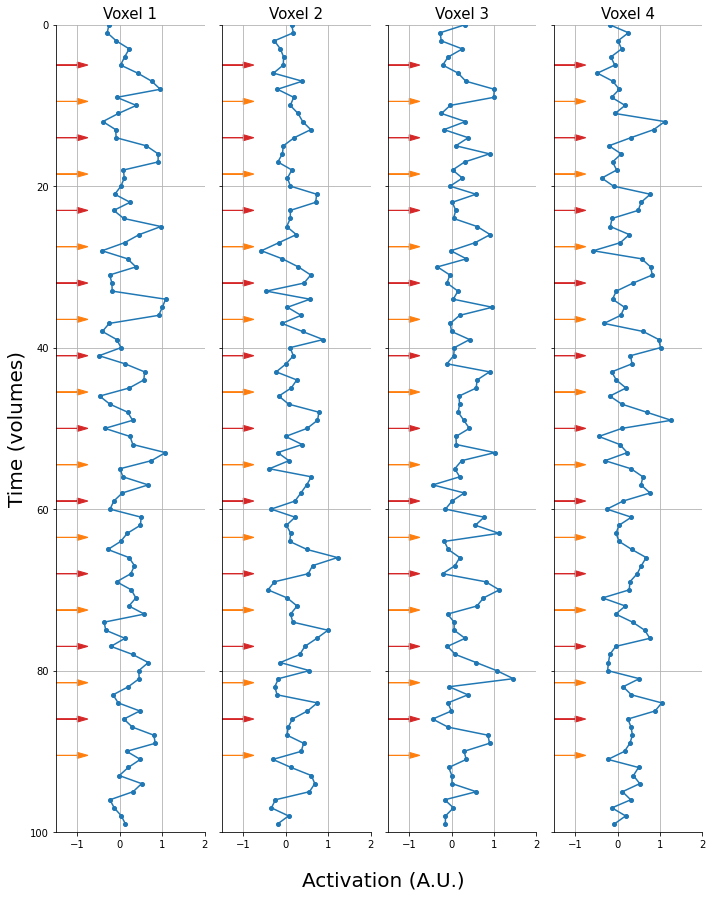 Voxel 1 Voxel 2 Voxel 3 Voxel 4
0
20
40
60
80
100
Time (volumes)
−1 0 1 2 −1 0 1 2 −1 0 1 2 −1 0 1 2
Activation (A.U.)